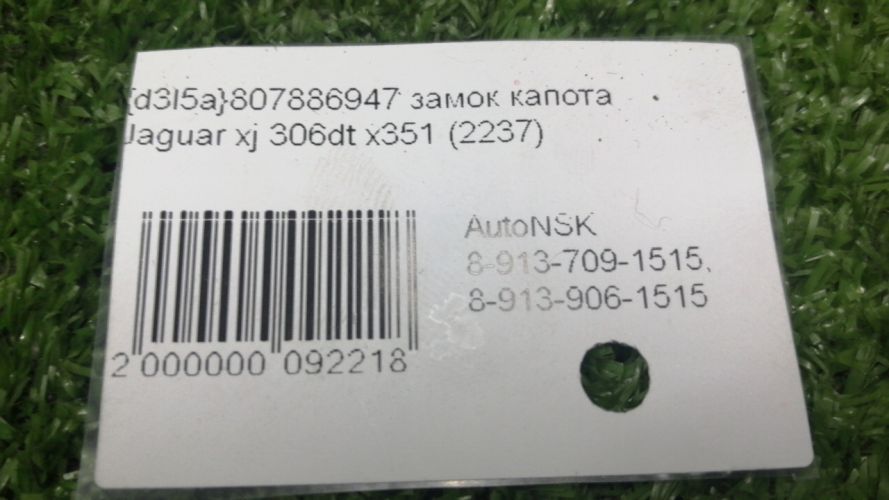 {d3l5a}807886947 замок капота
Jaguar xj 306dt x351 (2237)
AutoNSK
8-913-709-1515,
8-913-906-1515
2 000000 092218